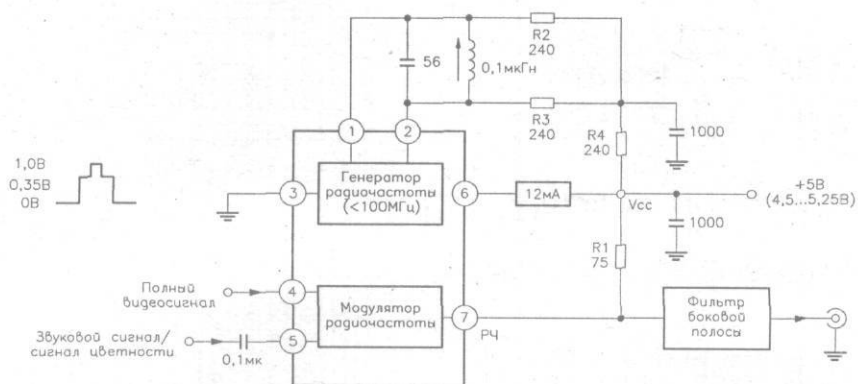 R2
240
56
0,1мкГн
R3
240
R4
240
1000
1
2
1,0В
0,35В
0В
3
Генератор
радиочастоты
(<100МГц)
6
12мА
Vcc
+5В
(4,5...5,25В)
1000
R1
75
Полный
видеосигнал
4
Модулятор
радиочастоты
7
РЧ
Фильтр
боковой
полосы
Звуковой сигнал/
сигнал цветности
0,1мк
5